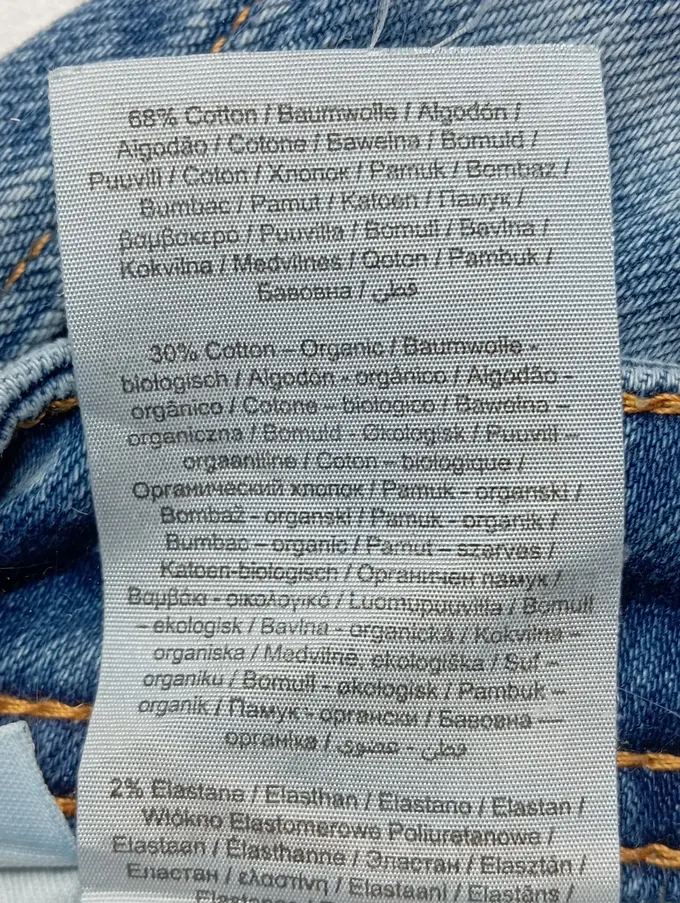 68% Cotton / Baumwolle / Algodón /
Algodão / Cotone / Bawełna / Bomuld /
Puuvill / Coton / Хлопок / Pamuk / Bombaž /
Bumbac / Pamut / Katoen / Памук /
βαμβακερο / Puuvilla / Bomull / Bavlna /
Kokvilna / Medvilnės / Qoton / Pambuk /
Бавовна / قطن
30% Cotton – Organic / Baumwolle -
biologisch / Algodón - orgánico / Algodão -
orgânico / Cotone - biologico / Bawełna –
organiczna / Bomuld - Økologisk / Puuvill –
orgaaniline / Coton – biologique /
Органический хлопок / Pamuk – organski /
Bombaž - organski / Pamuk - organik /
Bumbac – organic / Pamut – szerves /
Katoen-biologisch / Органичен памук /
Βαμβάκι - οικολογικό / Luomupuuvilla / Bomull
– ekologisk / Bavlna - organická / Kokvilna –
organiska / Medvilnė, ekologiška / Suf –
organiku / Bomull - økologisk / Pambuk –
organik / Памук - органски / Бавовна —
органіка / قطن - عضوي
2% Elastane / Elasthan / Elastano / Elastan /
Włókno Elastomerowe Poliuretanowe /
Elastaan / Élasthanne / Эластан / Elasztán /
Еластан / ελαστίνη / Elastaani / Elastāns /